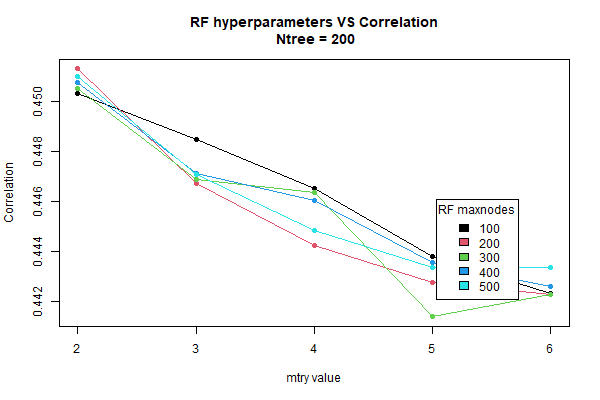 RF hyperparameters VS Correlation
Ntree = 200
Correlation
0.450
0.448
0.446
0.444
0.442
RF maxnodes
100
200
300
400
500
2 3 4 5 6
mtry value